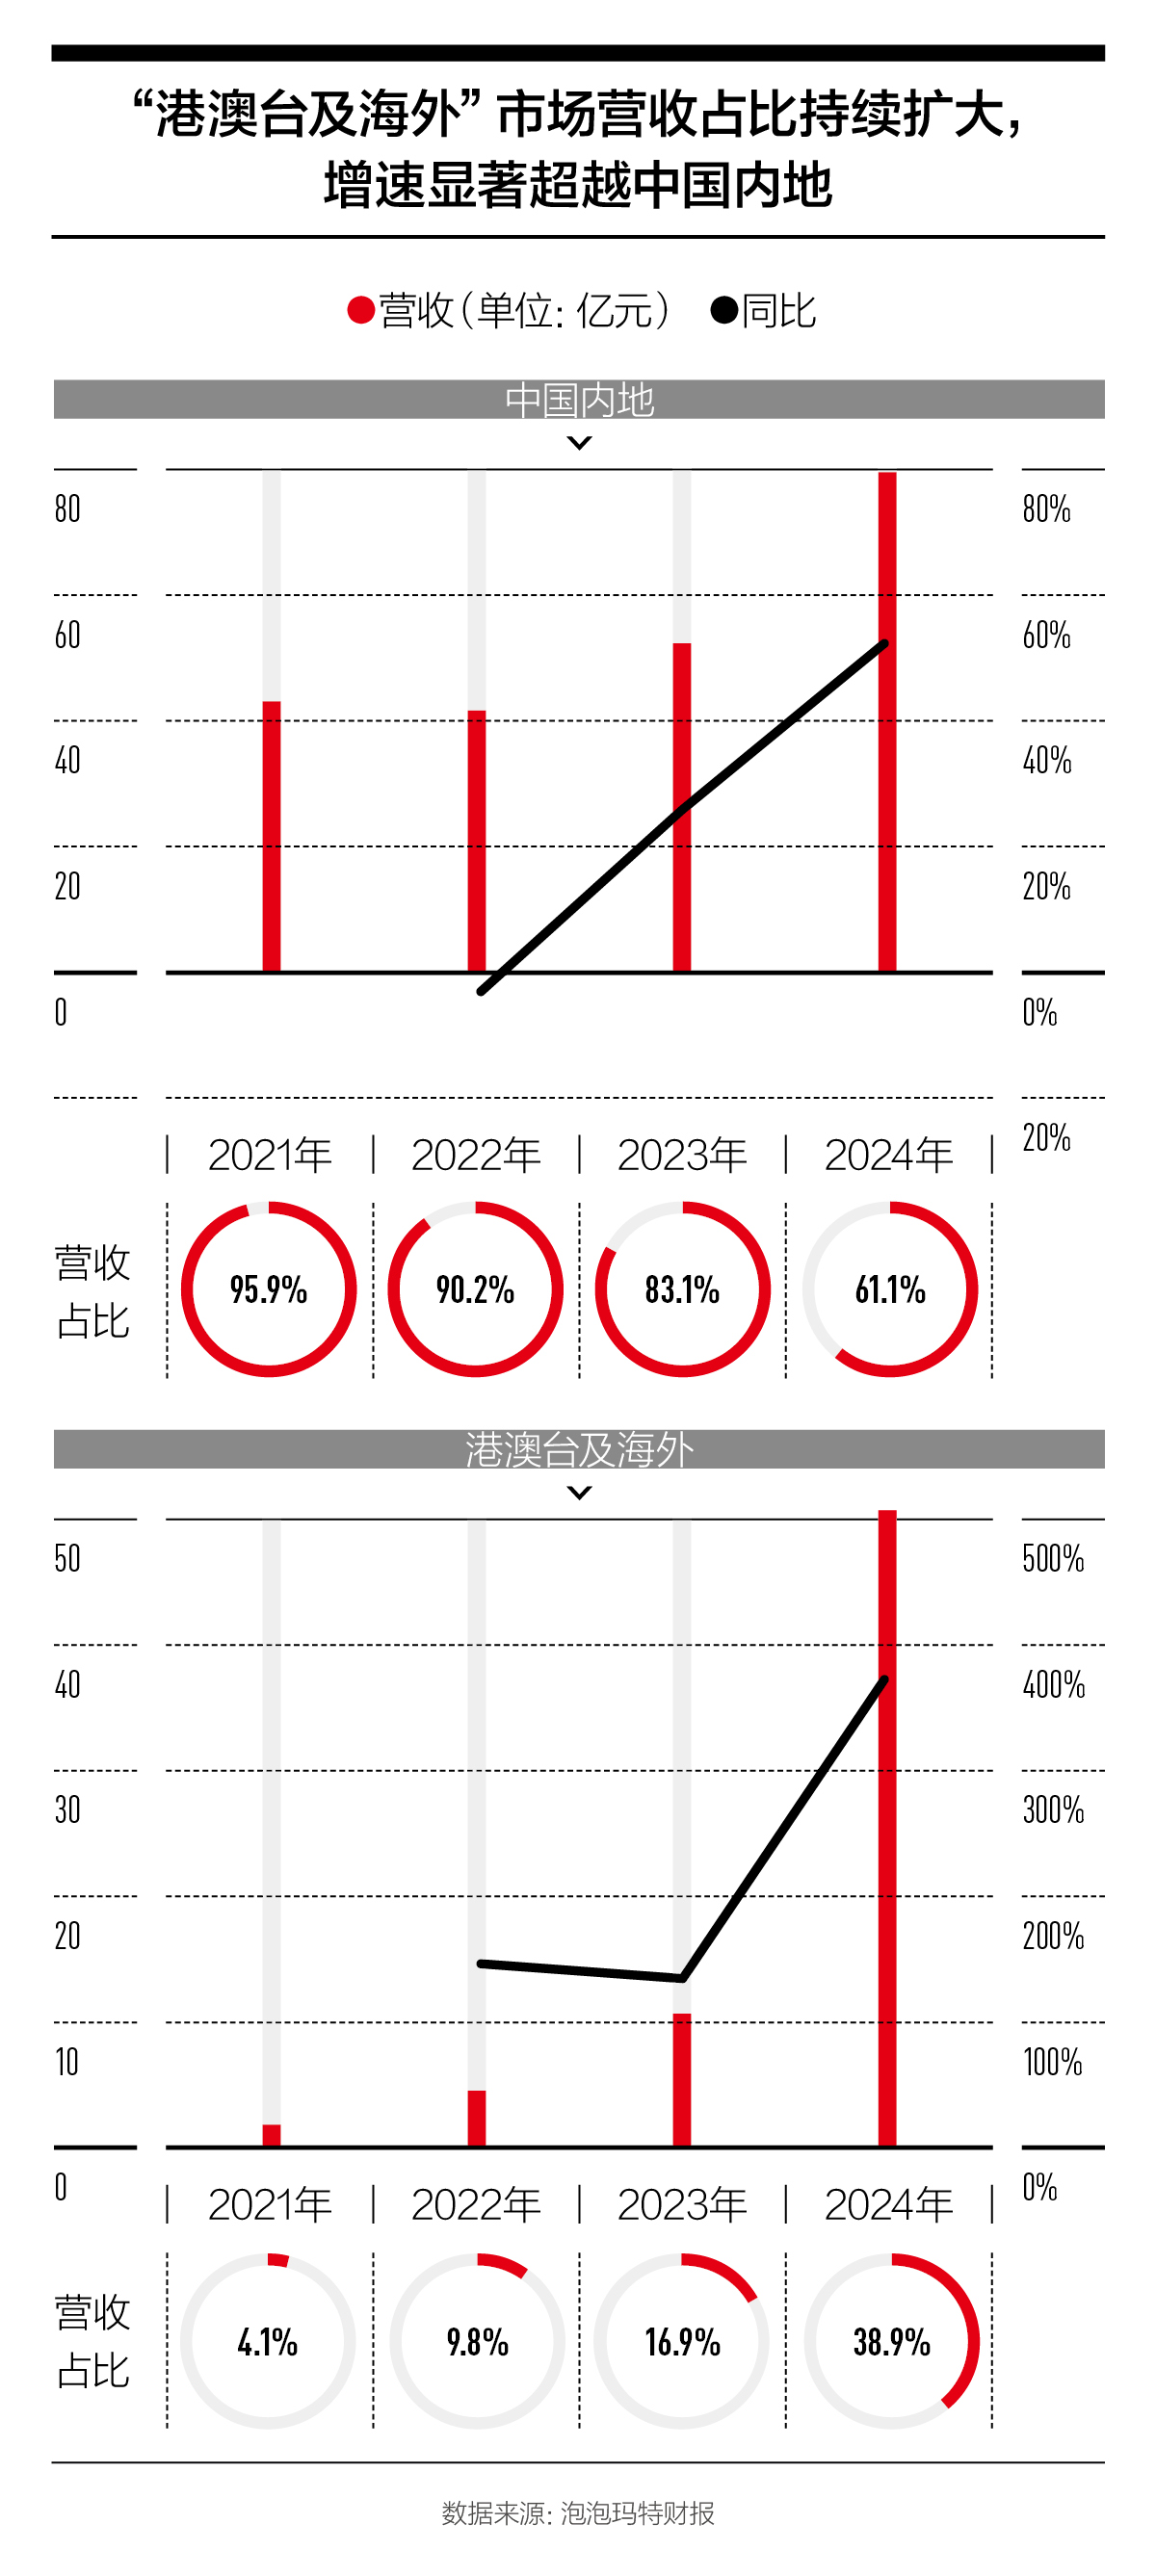 “港澳台及海外”市场营收占比持续扩大，
增速显著超越中国内地
营收（单位：亿元） 同比
中国内地
80 80%
60 60%
40 40%
20 20%
0 0%
20%
2021年 2022年 2023年 2024年
营收
占比
95.9% 90.2% 83.1% 61.1%
港澳台及海外
50 500%
40 400%
30 300%
20 200%
10 100%
0 0%
2021年 2022年 2023年 2024年
营收
占比
4.1% 9.8% 16.9% 38.9%
数据来源：泡泡玛特财报